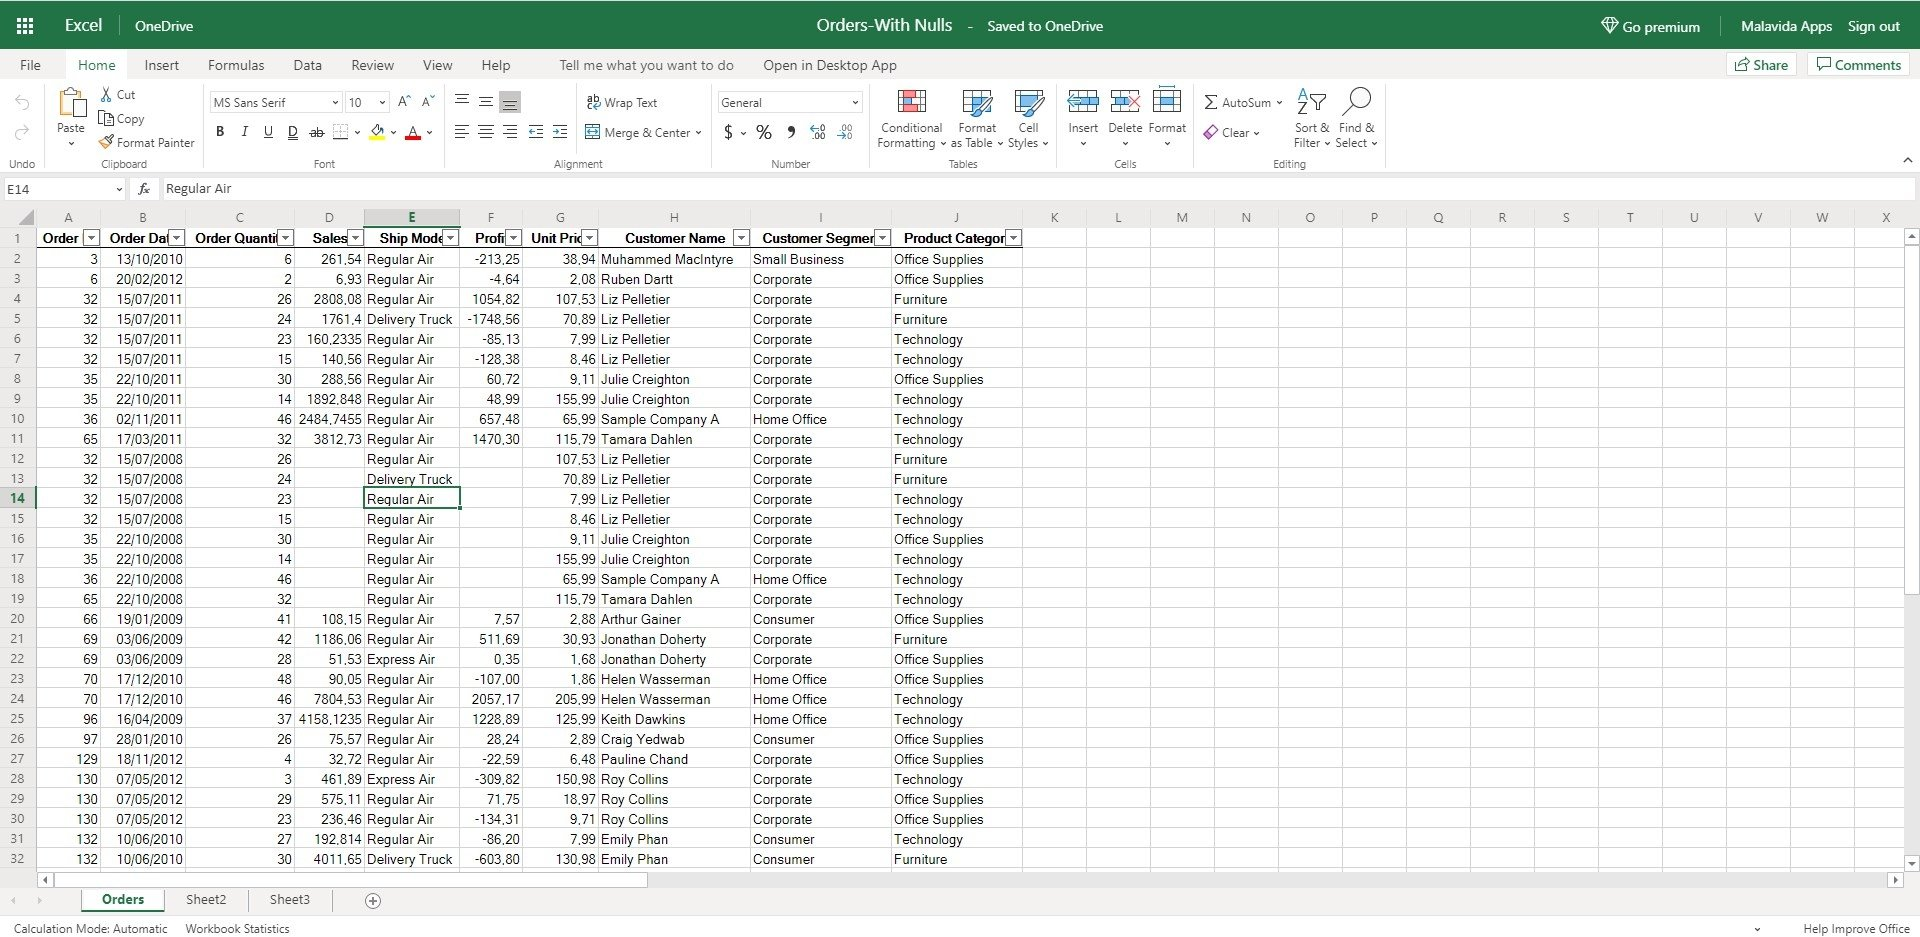 Excel OneDrive Orders-With Nulls - Saved to OneDrive Go premium Malavida Apps Sign out
File Home Insert Formulas Data Review View Help Tell me what you want to do Open in Desktop App Share Comments
Cut MS Sans Serif 10 Wrap Text General AutoSum
Paste Copy B I U D ab Merge & Center $ % Conditional Formatting Format as Table Cell Styles Insert Delete Format Clear Sort & Filter Find & Select
Format Painter
Undo Clipboard Font Alignment Number Tables Cells Editing
E14 fx Regular Air
A B C D E F G H I J K L M N O P Q R S T U V W X
1 Order Dat Order Quanti Sales Ship Mode Profi Unit Pric Customer Name Customer Segmer Product Categor
2 3 13/10/2010 6 261,54 Regular Air -213,25 38,94 Muhammed MacIntyre Small Business Office Supplies
3 6 20/02/2012 2 6,93 Regular Air -4,64 2,08 Ruben Dartt Corporate Office Supplies
4 32 15/07/2011 26 2808,08 Regular Air 1054,82 107,53 Liz Pelletier Corporate Furniture
5 32 15/07/2011 24 1761,4 Delivery Truck -1748,56 70,89 Liz Pelletier Corporate Furniture
6 32 15/07/2011 23 160,2335 Regular Air -85,13 7,99 Liz Pelletier Corporate Technology
7 32 15/07/2011 15 140,56 Regular Air -128,38 8,46 Liz Pelletier Corporate Technology
8 35 22/10/2011 30 288,56 Regular Air 60,72 9,11 Julie Creighton Corporate Office Supplies
9 35 22/10/2011 14 1892,848 Regular Air 48,99 155,99 Julie Creighton Corporate Technology
10 36 02/11/2011 46 2484,7455 Regular Air 657,48 65,99 Sample Company A Home Office Technology
11 65 17/03/2011 32 3812,73 Regular Air 1470,30 115,79 Tamara Dahlen Corporate Technology
12 32 15/07/2008 26 Regular Air 107,53 Liz Pelletier Corporate Furniture
13 32 15/07/2008 24 Delivery Truck 70,89 Liz Pelletier Corporate Furniture
14 32 15/07/2008 23 Regular Air 7,99 Liz Pelletier Corporate Technology
15 32 15/07/2008 15 Regular Air 8,46 Liz Pelletier Corporate Technology
16 35 22/10/2008 30 Regular Air 9,11 Julie Creighton Corporate Office Supplies
17 35 22/10/2008 14 Regular Air 155,99 Julie Creighton Corporate Technology
18 36 22/10/2008 46 Regular Air 65,99 Sample Company A Home Office Technology
19 65 22/10/2008 32 Regular Air 115,79 Tamara Dahlen Corporate Technology
20 66 19/01/2009 41 108,15 Regular Air 7,57 2,88 Arthur Gainer Consumer Office Supplies
21 69 03/06/2009 42 1186,06 Regular Air 511,69 30,93 Jonathan Doherty Corporate Furniture
22 69 03/06/2009 28 51,53 Express Air 0,35 1,68 Jonathan Doherty Corporate Office Supplies
23 70 17/12/2010 48 90,05 Regular Air -107,00 1,86 Helen Wasserman Home Office Office Supplies
24 70 17/12/2010 46 7804,53 Regular Air 2057,17 205,99 Helen Wasserman Home Office Technology
25 96 16/04/2009 37 4158,1235 Regular Air 1228,89 125,99 Keith Dawkins Home Office Technology
26 97 28/01/2010 26 75,57 Regular Air 28,24 2,89 Craig Yedwab Consumer Office Supplies
27 129 18/11/2012 4 32,72 Regular Air -22,59 6,48 Pauline Chand Corporate Office Supplies
28 130 07/05/2012 3 461,89 Express Air -309,82 150,98 Roy Collins Corporate Technology
29 130 07/05/2012 29 575,11 Regular Air 71,75 18,97 Roy Collins Corporate Office Supplies
30 130 07/05/2012 23 236,46 Regular Air -134,31 9,71 Roy Collins Corporate Office Supplies
31 132 10/06/2010 27 192,814 Regular Air -86,20 7,99 Emily Phan Consumer Technology
32 132 10/06/2010 30 4011,65 Delivery Truck -603,80 130,98 Emily Phan Consumer Furniture
Orders Sheet2 Sheet3
Calculation Mode: Automatic Workbook Statistics Help Improve Office